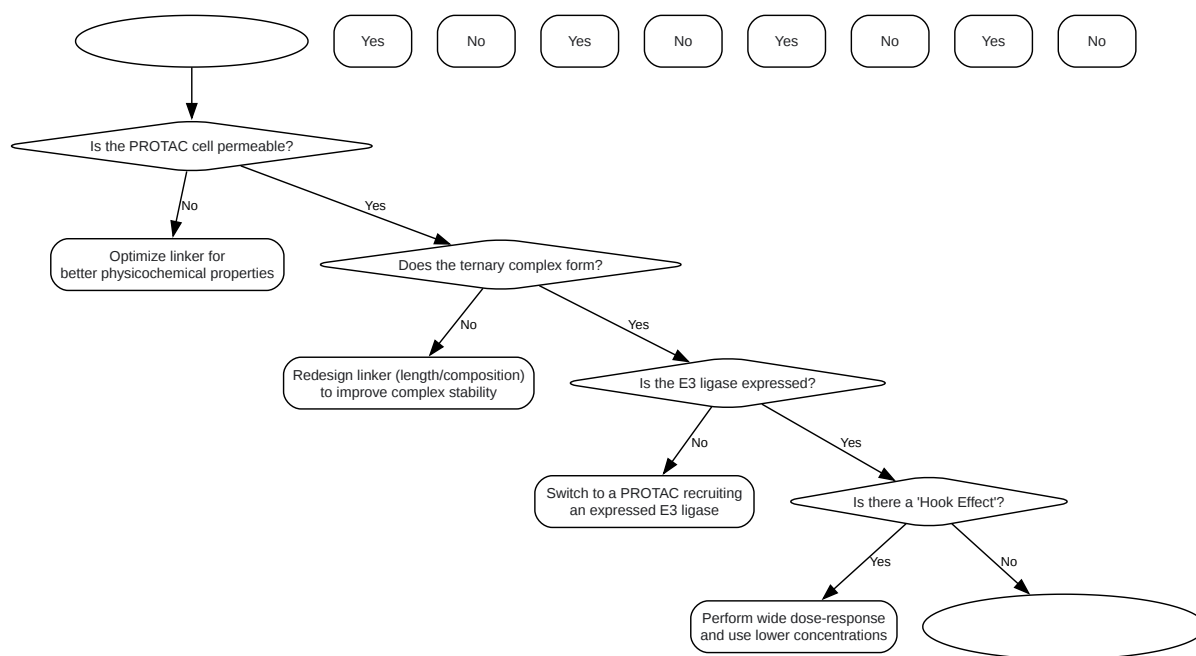 Yes
No
Yes
No
Yes
No
Yes
No
Is the PROTAC cell permeable?
No
Yes
Optimize linker for
better physicochemical properties
Does the ternary complex form?
No
Yes
Redesign linker (length/composition)
to improve complex stability
Is the E3 ligase expressed?
No
Yes
Switch to a PROTAC recruiting
an expressed E3 ligase
Is there a 'Hook Effect'?
Yes
No
Perform wide dose-response
and use lower concentrations